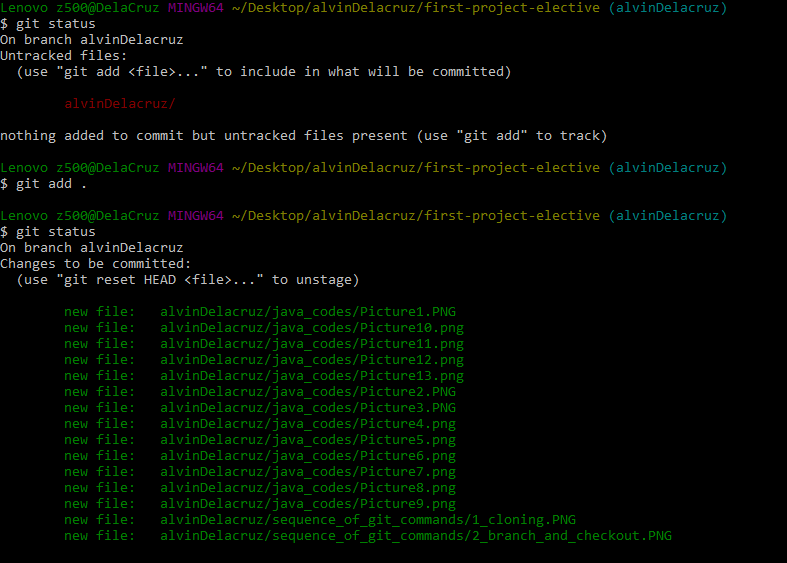 Lenovo z500@DelaCruz MINGW64 ~/Desktop/alvinDelacruz/first-project-elective (alvinDelacruz)
$ git status
On branch alvinDelacruz
Untracked files:
  (use "git add <file>..." to include in what will be committed)

        alvinDelacruz/

nothing added to commit but untracked files present (use "git add" to track)

Lenovo z500@DelaCruz MINGW64 ~/Desktop/alvinDelacruz/first-project-elective (alvinDelacruz)
$ git add .

Lenovo z500@DelaCruz MINGW64 ~/Desktop/alvinDelacruz/first-project-elective (alvinDelacruz)
$ git status
On branch alvinDelacruz
Changes to be committed:
  (use "git reset HEAD <file>..." to unstage)

        new file:   alvinDelacruz/java_codes/Picture1.PNG
        new file:   alvinDelacruz/java_codes/Picture10.png
        new file:   alvinDelacruz/java_codes/Picture11.png
        new file:   alvinDelacruz/java_codes/Picture12.png
        new file:   alvinDelacruz/java_codes/Picture13.png
        new file:   alvinDelacruz/java_codes/Picture2.PNG
        new file:   alvinDelacruz/java_codes/Picture3.PNG
        new file:   alvinDelacruz/java_codes/Picture4.png
        new file:   alvinDelacruz/java_codes/Picture5.png
        new file:   alvinDelacruz/java_codes/Picture6.png
        new file:   alvinDelacruz/java_codes/Picture7.png
        new file:   alvinDelacruz/java_codes/Picture8.png
        new file:   alvinDelacruz/java_codes/Picture9.png
        new file:   alvinDelacruz/sequence_of_git_commands/1_cloning.PNG
        new file:   alvinDelacruz/sequence_of_git_commands/2_branch_and_checkout.PNG